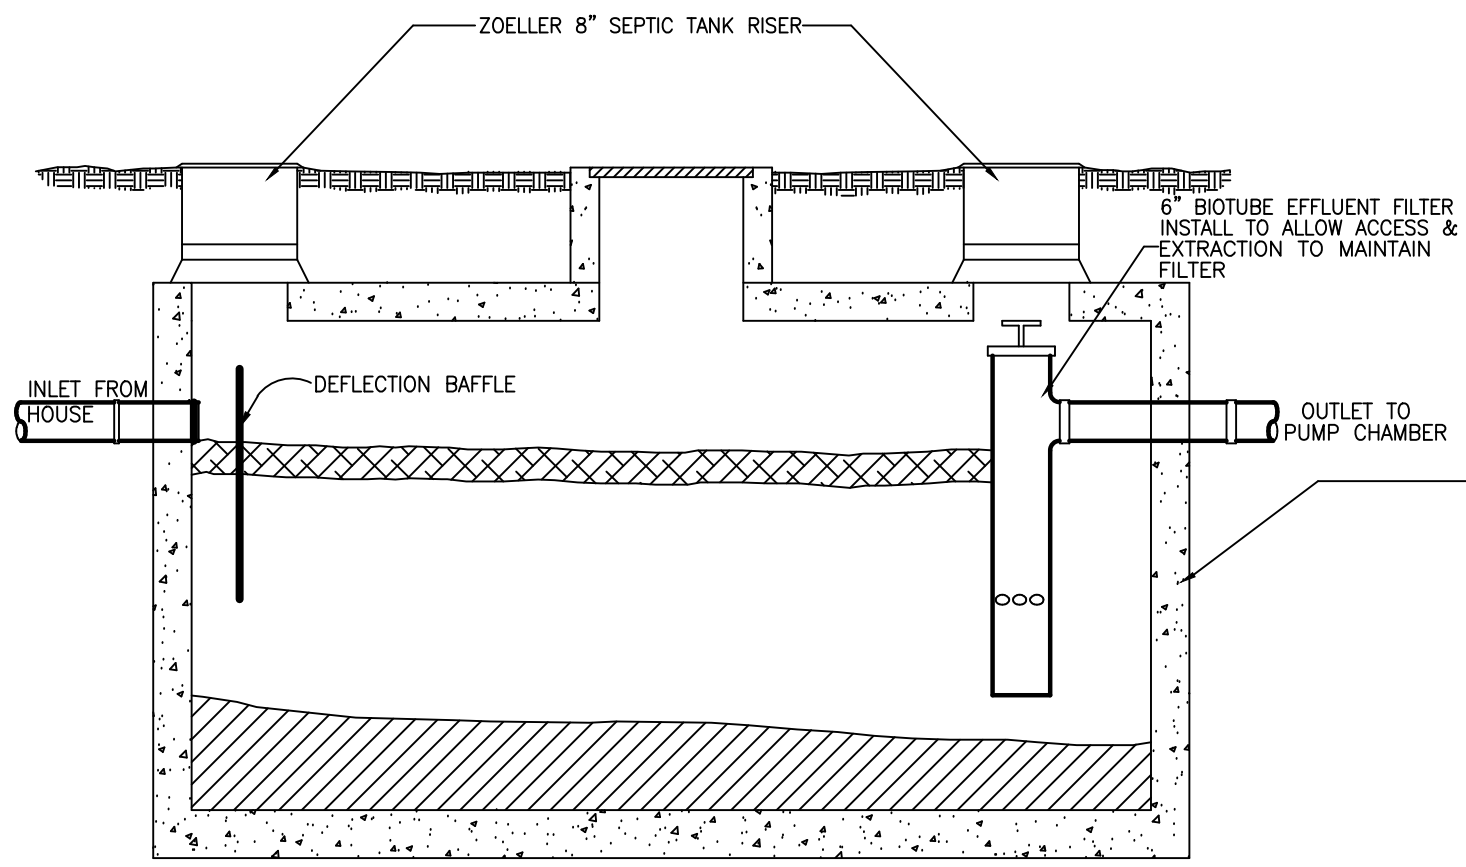 ZOELLER 8” SEPTIC TANK RISER
6” BIOTUBE EFFLUENT FILTER
INSTALL TO ALLOW ACCESS &
EXTRACTION TO MAINTAIN
FILTER
INLET FROM
HOUSE
DEFLECTION BAFFLE
OUTLET TO
PUMP CHAMBER